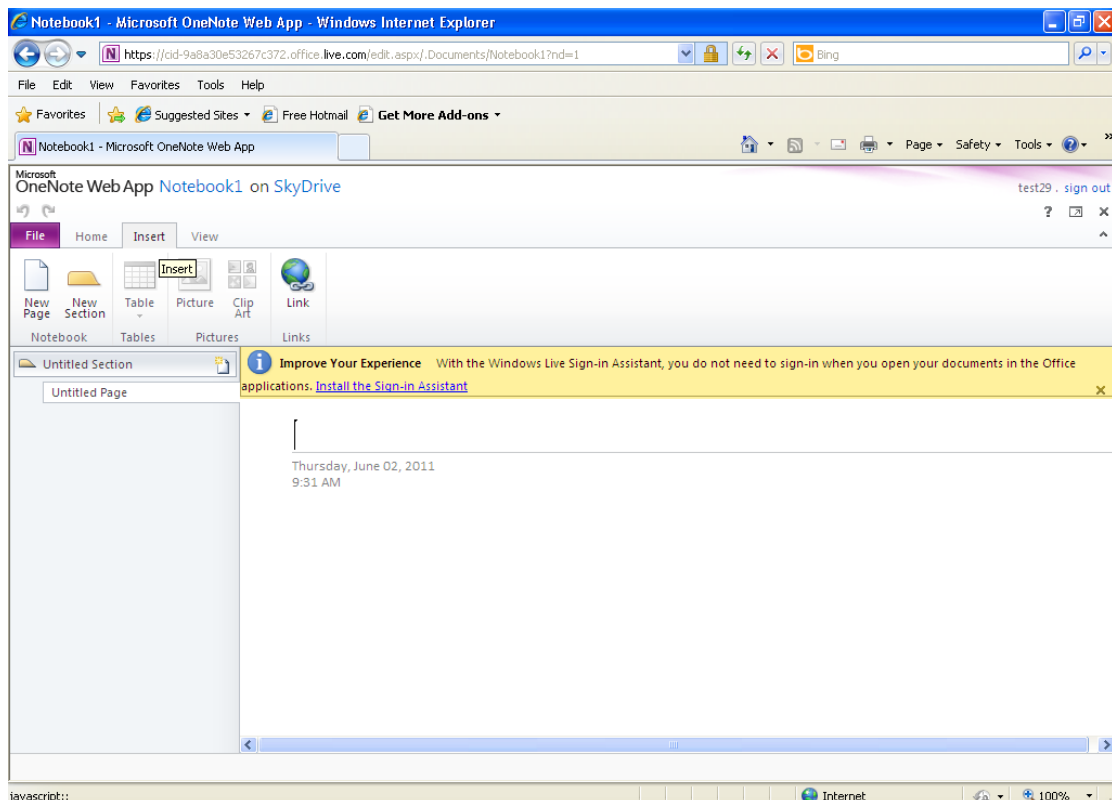 Notebook1 - Microsoft OneNote Web App - Windows Internet Explorer
https://cid-9a8a30e53267c372.office.live.com/edit.aspx/.Documents/Notebook1?nd=1
Bing
File Edit View Favorites Tools Help
Favorites Suggested Sites Free Hotmail Get More Add-ons
Notebook1 - Microsoft OneNote Web App
Page Safety Tools »
Microsoft
OneNote Web App Notebook1 on SkyDrive
test29 . sign out
File Home Insert View
Insert
New Page
New Section
Table
Picture
Clip Art
Link
Notebook Tables Pictures Links
Untitled Section
Untitled Page
Improve Your Experience With the Windows Live Sign-in Assistant, you do not need to sign-in when you open your documents in the Office
applications. Install the Sign-in Assistant
Thursday, June 02, 2011
9:31 AM
javascript::
Internet
100%